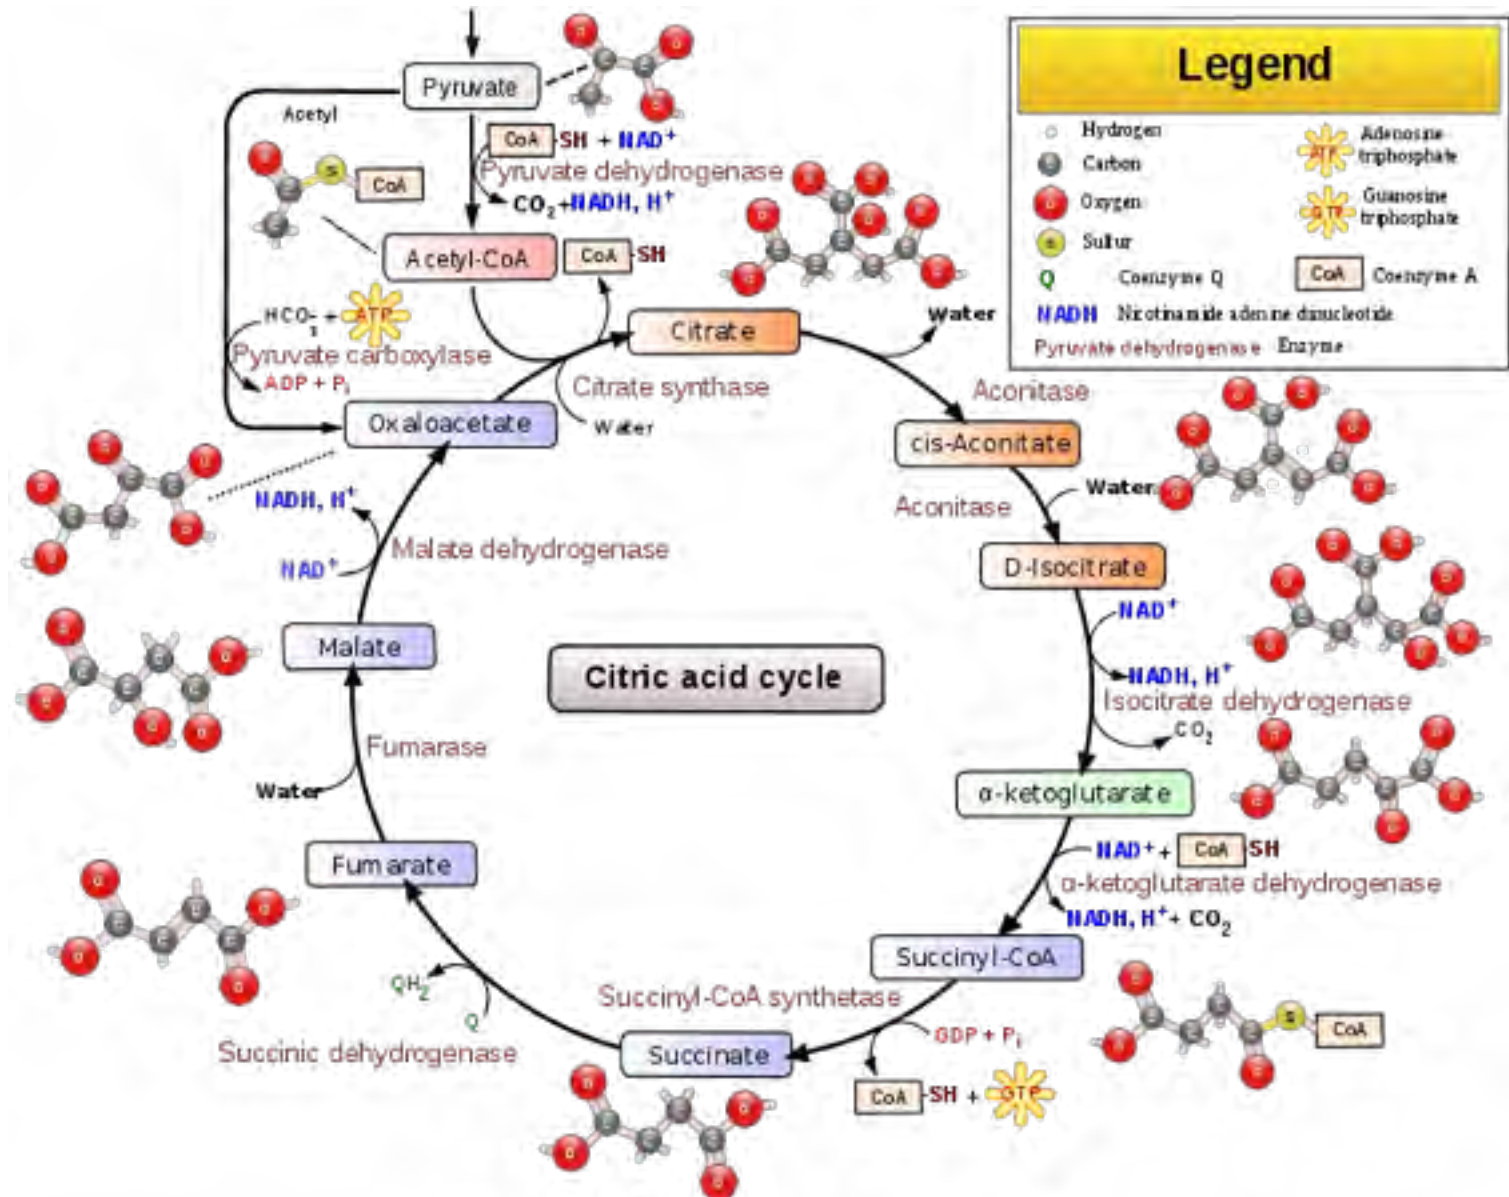 Pyruvate
Acetyl
CoA -SH + NAD+
Pyruvate dehydrogenase
CO2 + NADH, H+
S CoA
Acetyl-CoA
CoA -SH
HCO3- + ATP
Pyruvate carboxylase
ADP + Pi
Citrate
Water
Citrate synthase
Water
Oxaloacetate
Aconitase
cis-Aconitate
Water
Aconitase
NADH, H+
Malate dehydrogenase
NAD+
D-Isocitrate
NAD+
NADH, H+
Isocitrate dehydrogenase
CO2
Malate
Citric acid cycle
Fumarase
Water
α-ketoglutarate
NAD+ + CoA -SH
α-ketoglutarate dehydrogenase
NADH, H+ + CO2
Fumarate
Succinyl-CoA
S CoA
QH2
Q
Succinic dehydrogenase
Succinyl-CoA synthetase
GDP + Pi
CoA -SH + GTP
Succinate
Legend
Hydrogen
Carbon
Oxygen
S Sulfur
Q Coenzyme Q
NADH Nicotinamide adenine dinucleotide
Pyruvate dehydrogenase Enzyme
ATP Adenosine
triphosphate
GTP Guanosine
triphosphate
CoA Coenzyme A